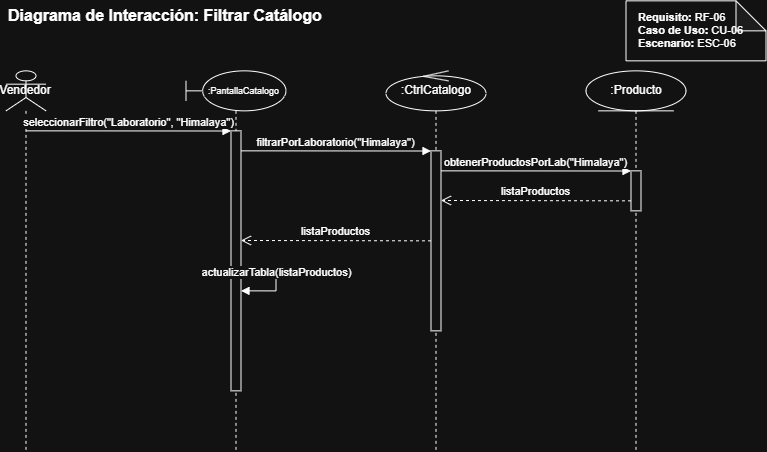 Diagrama de Interacción: Filtrar Catálogo
Requisito: RF-06
Caso de Uso: CU-06
Escenario: ESC-06
Vendedor
:PantallaCatalogo
:CtrlCatalogo
:Producto
seleccionarFiltro("Laboratorio", "Himalaya")
filtrarPorLaboratorio("Himalaya")
obtenerProductosPorLab("Himalaya")
listaProductos
listaProductos
actualizarTabla(listaProductos)